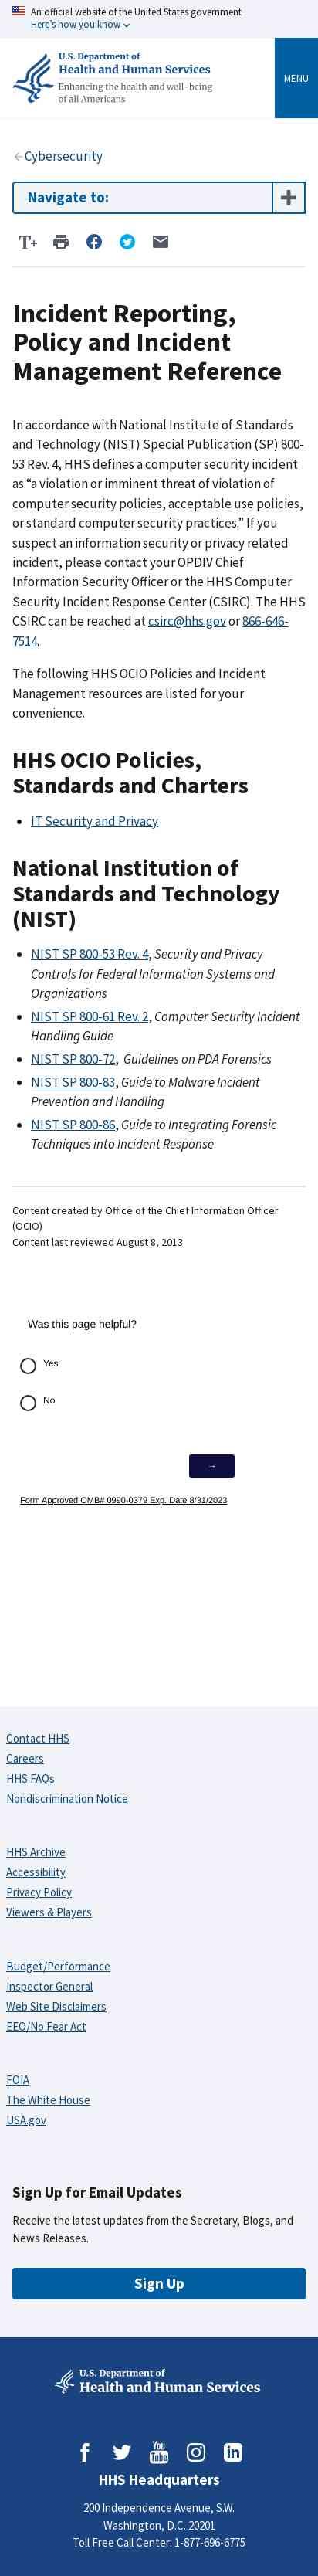 An official website of the United States government
Here's how you know
U.S. Department of
Health and Human Services
Enhancing the health and well-being
of all Americans
MENU
Cybersecurity
Navigate to:
T+
Incident Reporting,
Policy and Incident
Management Reference
In accordance with National Institute of Standards
and Technology (NIST) Special Publication (SP) 800-
53 Rev. 4, HHS defines a computer security incident
as “a violation or imminent threat of violation of
computer security policies, acceptable use policies,
or standard computer security practices.” If you
suspect an information security or privacy related
incident, please contact your OPDIV Chief
Information Security Officer or the HHS Computer
Security Incident Response Center (CSIRC). The HHS
CSIRC can be reached at csirc@hhs.gov or 866-646-
7514.
The following HHS OCIO Policies and Incident
Management resources are listed for your
convenience.
HHS OCIO Policies,
Standards and Charters
IT Security and Privacy
National Institution of
Standards and Technology
(NIST)
NIST SP 800-53 Rev. 4, Security and Privacy
Controls for Federal Information Systems and
Organizations
NIST SP 800-61 Rev. 2, Computer Security Incident
Handling Guide
NIST SP 800-72, Guidelines on PDA Forensics
NIST SP 800-83, Guide to Malware Incident
Prevention and Handling
NIST SP 800-86, Guide to Integrating Forensic
Techniques into Incident Response
Content created by Office of the Chief Information Officer
(OCIO)
Content last reviewed August 8, 2013
Was this page helpful?
Yes
No
→
Form Approved OMB# 0990-0379 Exp. Date 8/31/2023
Contact HHS
Careers
HHS FAQs
Nondiscrimination Notice
HHS Archive
Accessibility
Privacy Policy
Viewers & Players
Budget/Performance
Inspector General
Web Site Disclaimers
EEO/No Fear Act
FOIA
The White House
USA.gov
Sign Up for Email Updates
Receive the latest updates from the Secretary, Blogs, and
News Releases.
Sign Up
U.S. Department of
Health and Human Services
You
Tube
HHS Headquarters
200 Independence Avenue, S.W.
Washington, D.C. 20201
Toll Free Call Center: 1-877-696-6775